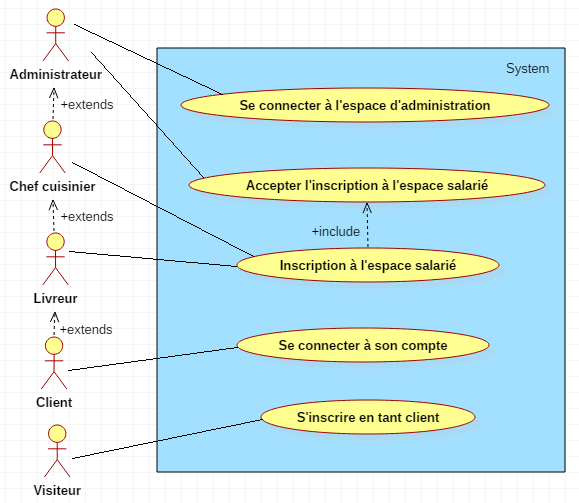 System
Administrateur
Se connecter à l'espace d'administration
+extends
Chef cuisinier
Accepter l'inscription à l'espace salarié
+extends
+include
Inscription à l'espace salarié
Livreur
+extends
Se connecter à son compte
Client
S'inscrire en tant client
Visiteur